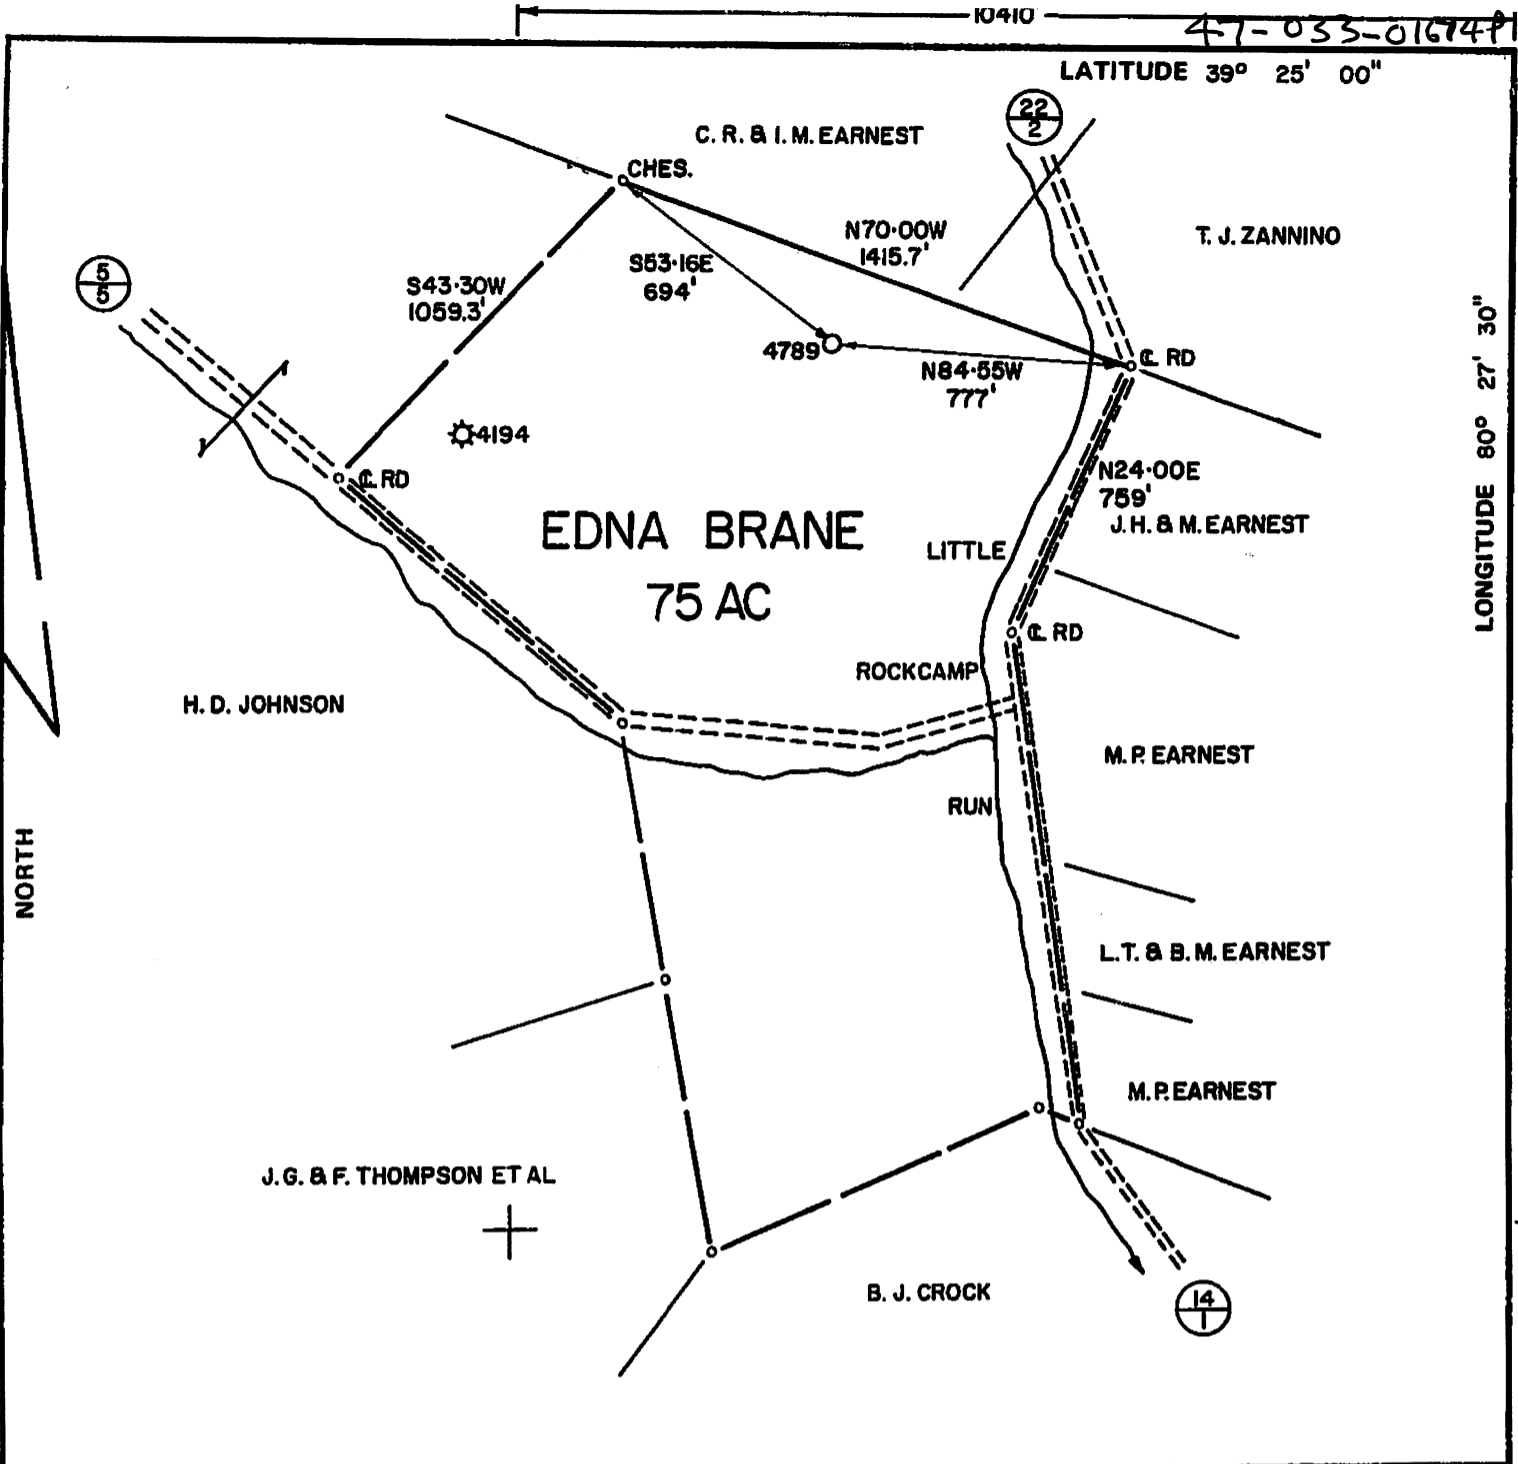 10410
47-033-01674P
LATITUDE 39° 25' 00"
22
2
C. R. & I. M. EARNEST
CHES.
T. J. ZANNINO
N70·00W
1415.7'
S53·16E
694'
5
5
S43·30W
1059.3'
LONGITUDE 80° 27' 30"
4789
℄ RD
N84·55W
777'
4194
℄ RD
N24·00E
759'
J. H. & M. EARNEST
EDNA BRANE
75 AC
LITTLE
℄ RD
ROCKCAMP
H. D. JOHNSON
M. P. EARNEST
RUN
NORTH
L. T. & B. M. EARNEST
M. P. EARNEST
J. G. & F. THOMPSON ET AL
B. J. CROCK
14
1